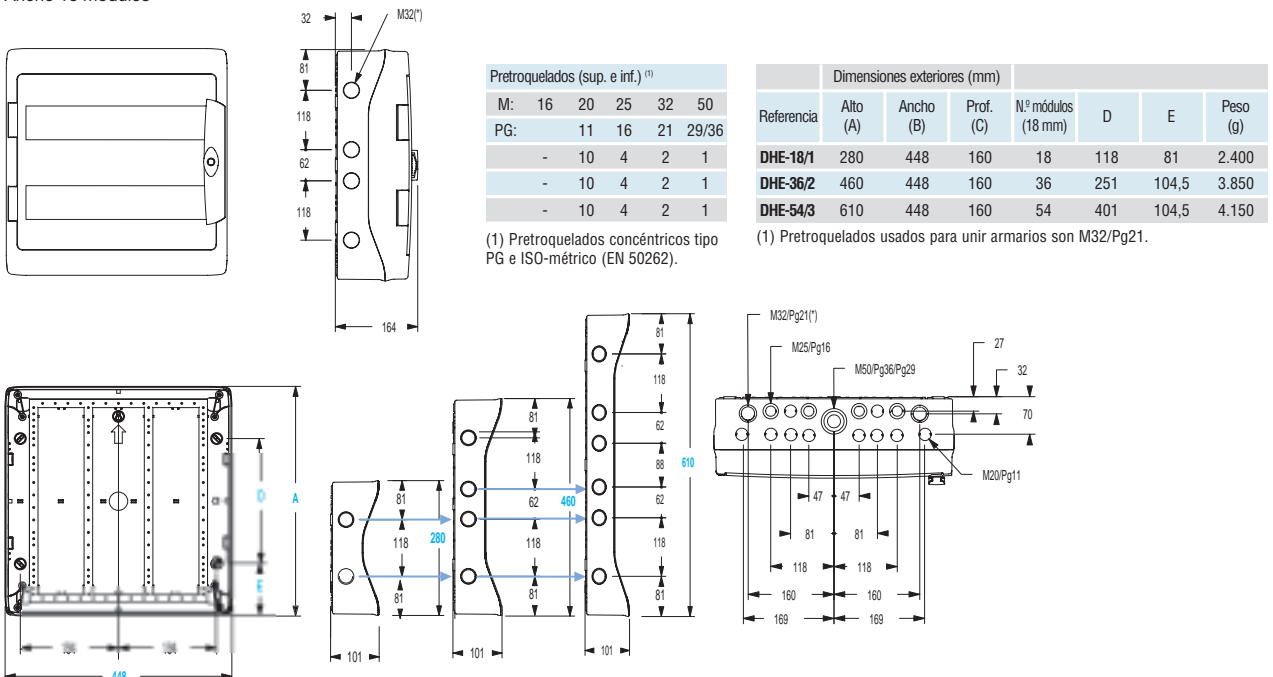 32
M32(*)
81
118
62
118
164
Pretroquelados (sup. e inf.) (1)
M: 16 20 25 32 50
PG: 11 16 21 29/36
- 10 4 2 1
- 10 4 2 1
- 10 4 2 1
(1) Pretroquelados concéntricos tipo
PG e ISO-métrico (EN 50262).
Dimensiones exteriores (mm)
Referencia Alto (A) Ancho (B) Prof. (C) N.º módulos (18 mm) D E Peso (g)
DHE-18/1 280 448 160 18 118 81 2.400
DHE-36/2 460 448 160 36 251 104,5 3.850
DHE-54/3 610 448 160 54 401 104,5 4.150
(1) Pretroquelados usados para unir armarios son M32/Pg21.
A
D
E
448
81
118
81
280
101
81
118
62
118
81
460
101
81
118
62
88
62
118
81
610
101
M32/Pg21(*)
M25/Pg16
M50/Pg36/Pg29
27
32
70
M20/Pg11
47 47
81 81
118 118
160 160
169 169